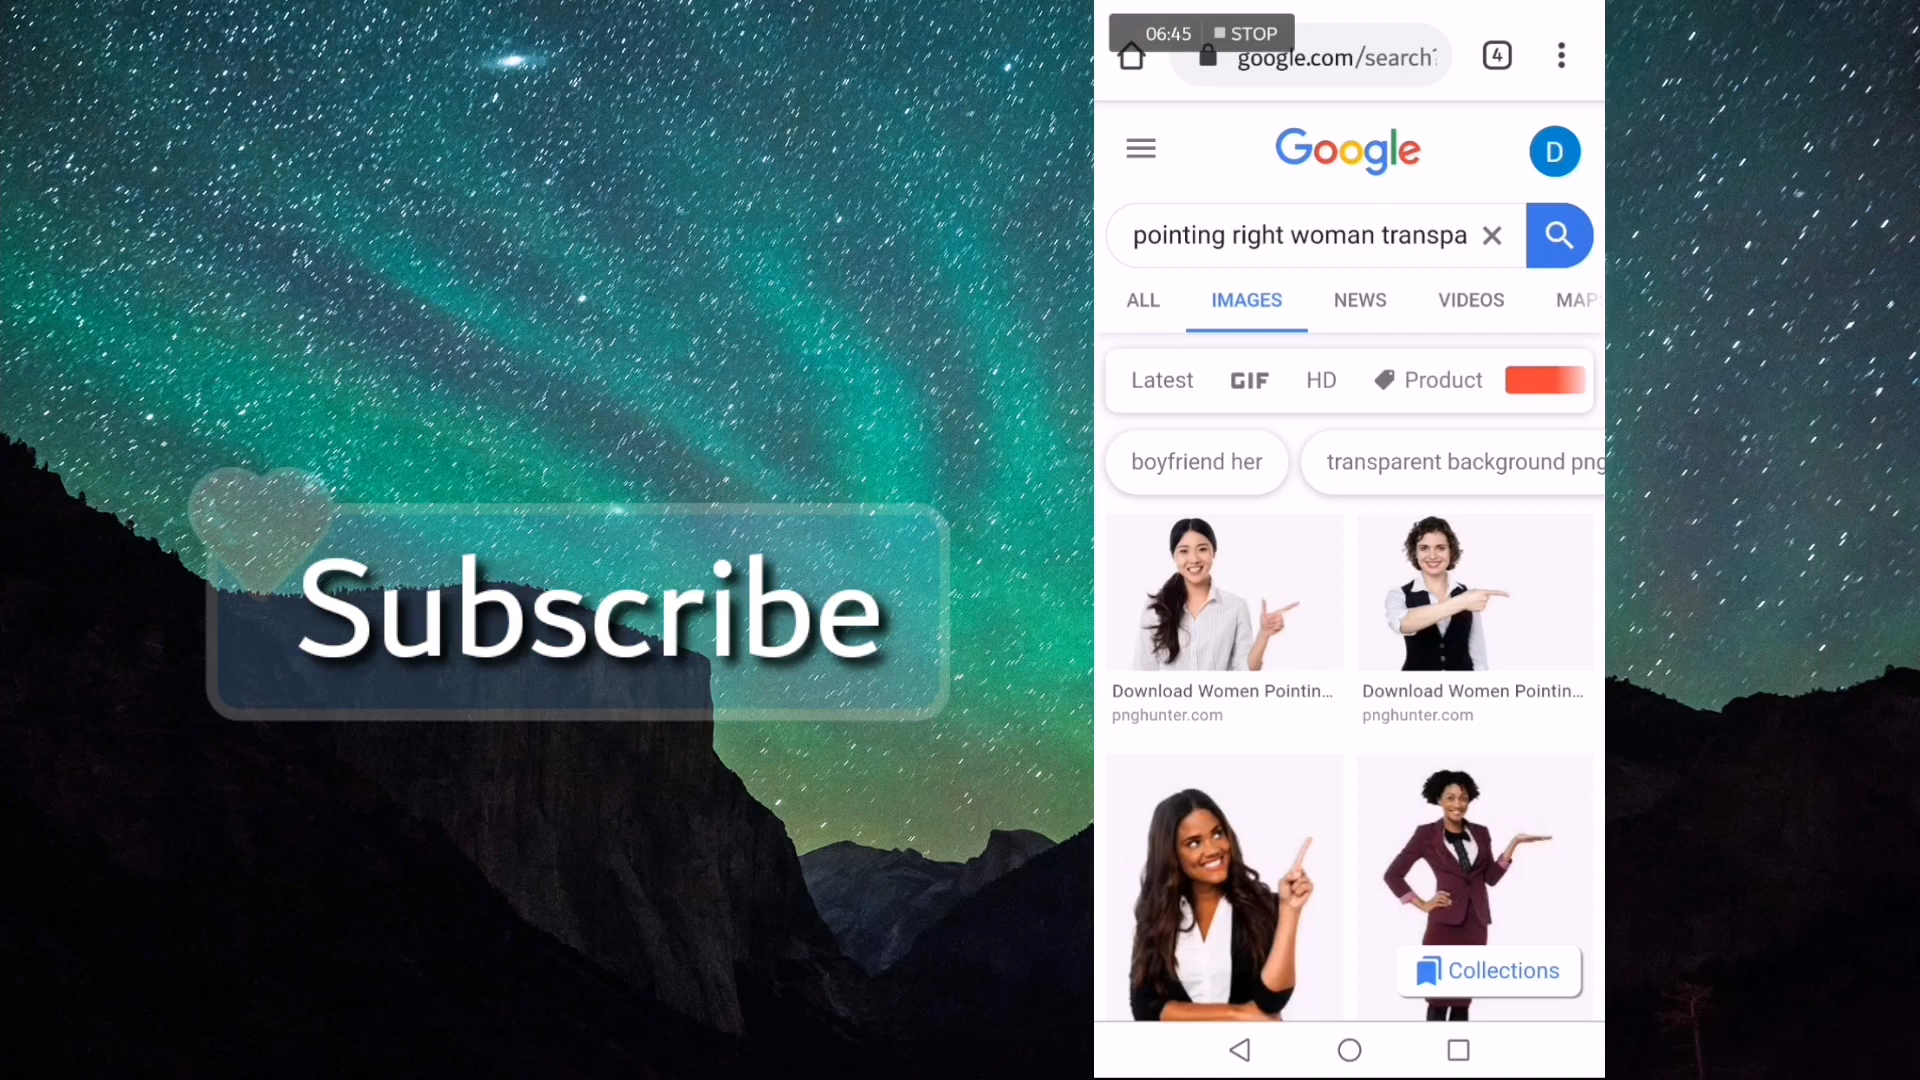 Subscribe
06:45 STOP
google.com/search
4
Google
D
pointing right woman transpa
ALL IMAGES NEWS VIDEOS MAP
Latest GIF HD Product
boyfriend her transparent background png
Download Women Pointin... Download Women Pointin...
pnghunter.com pnghunter.com
Collections